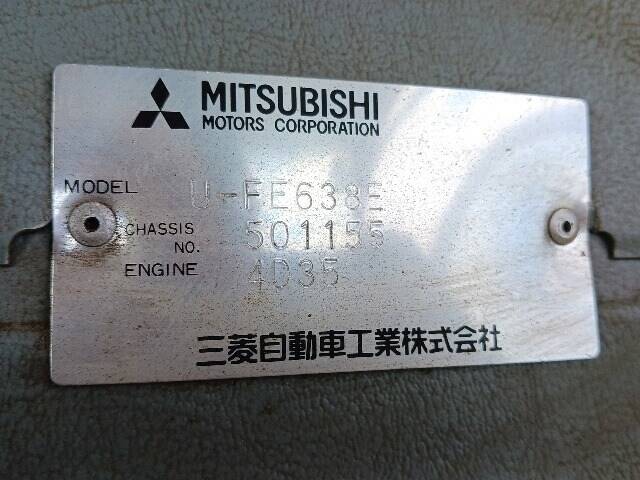 MITSUBISHI
MOTORS CORPORATION
MODEL U-FE638E
CHASSIS NO. 501155
ENGINE 4D35
三菱自動車工業株式会社